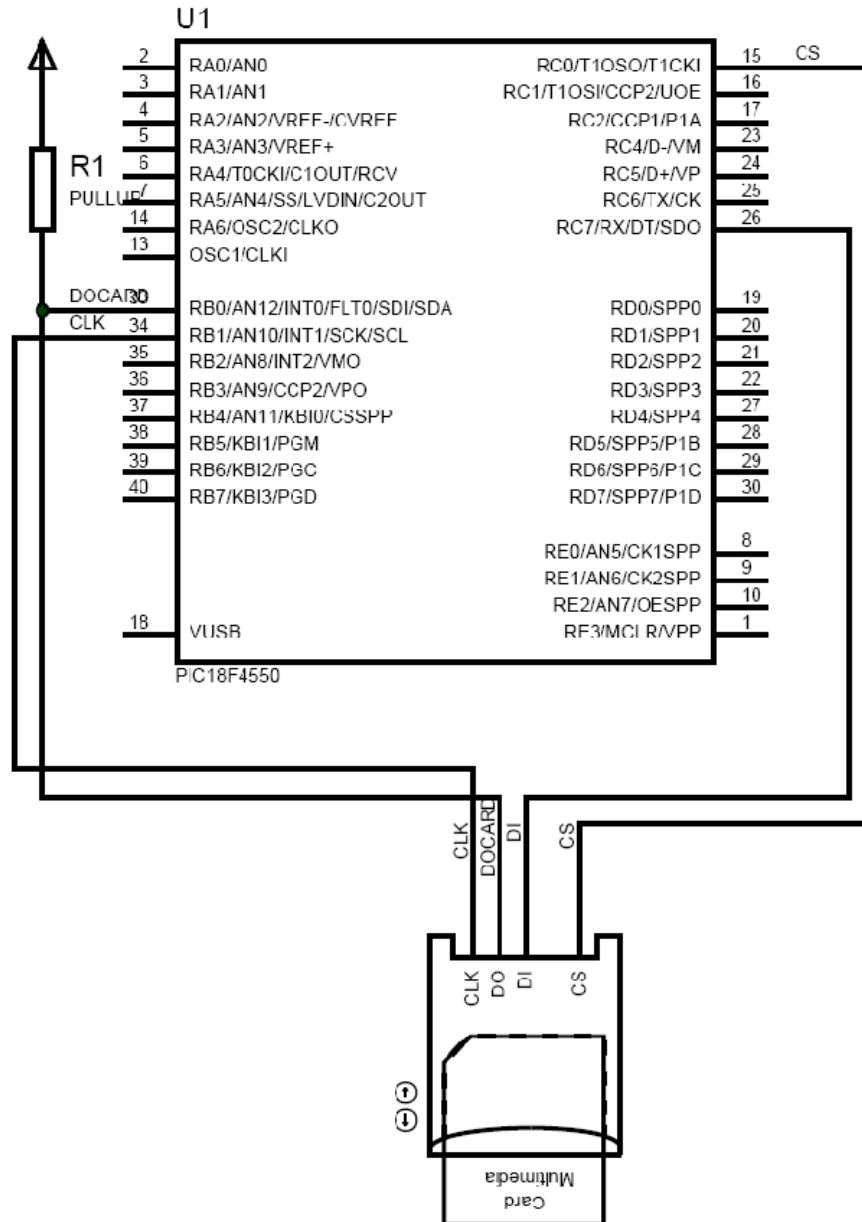 U1
2 RA0/AN0
3 RA1/AN1
4 RA2/AN2/VREF-/CVREF
5 RA3/AN3/VREF+
6 RA4/T0CKI/C1OUT/RCV
7 RA5/AN4/SS/LVDIN/C2OUT
14 RA6/OSC2/CLKO
13 OSC1/CLKI
R1
PULLUP
DOCARD 33 RB0/AN12/INT0/FLT0/SDI/SDA
CLK 34 RB1/AN10/INT1/SCK/SCL
35 RB2/AN8/INT2/VMO
36 RB3/AN9/CCP2/VPO
37 RB4/AN11/KBI0/CSSPP
38 RB5/KBI1/PGM
39 RB6/KBI2/PGC
40 RB7/KBI3/PGD
18 VUSB
RC0/T1OSO/T1CKI 15 CS
RC1/T1OSI/CCP2/UOE 16
RC2/CCP1/P1A 17
RC4/D-/VM 23
RC5/D+/VP 24
RC6/TX/CK 25
RC7/RX/DT/SDO 26
RD0/SPP0 19
RD1/SPP1 20
RD2/SPP2 21
RD3/SPP3 22
RD4/SPP4 27
RD5/SPP5/P1B 28
RD6/SPP6/P1C 29
RD7/SPP7/P1D 30
RE0/AN5/CK1SPP 8
RE1/AN6/CK2SPP 9
RE2/AN7/OESPP 10
RE3/MCLR/VPP 1
PIC18F4550
CLK
DOCARD
DI
CS
CLK
DO
DI
CS
Multimedia
Card